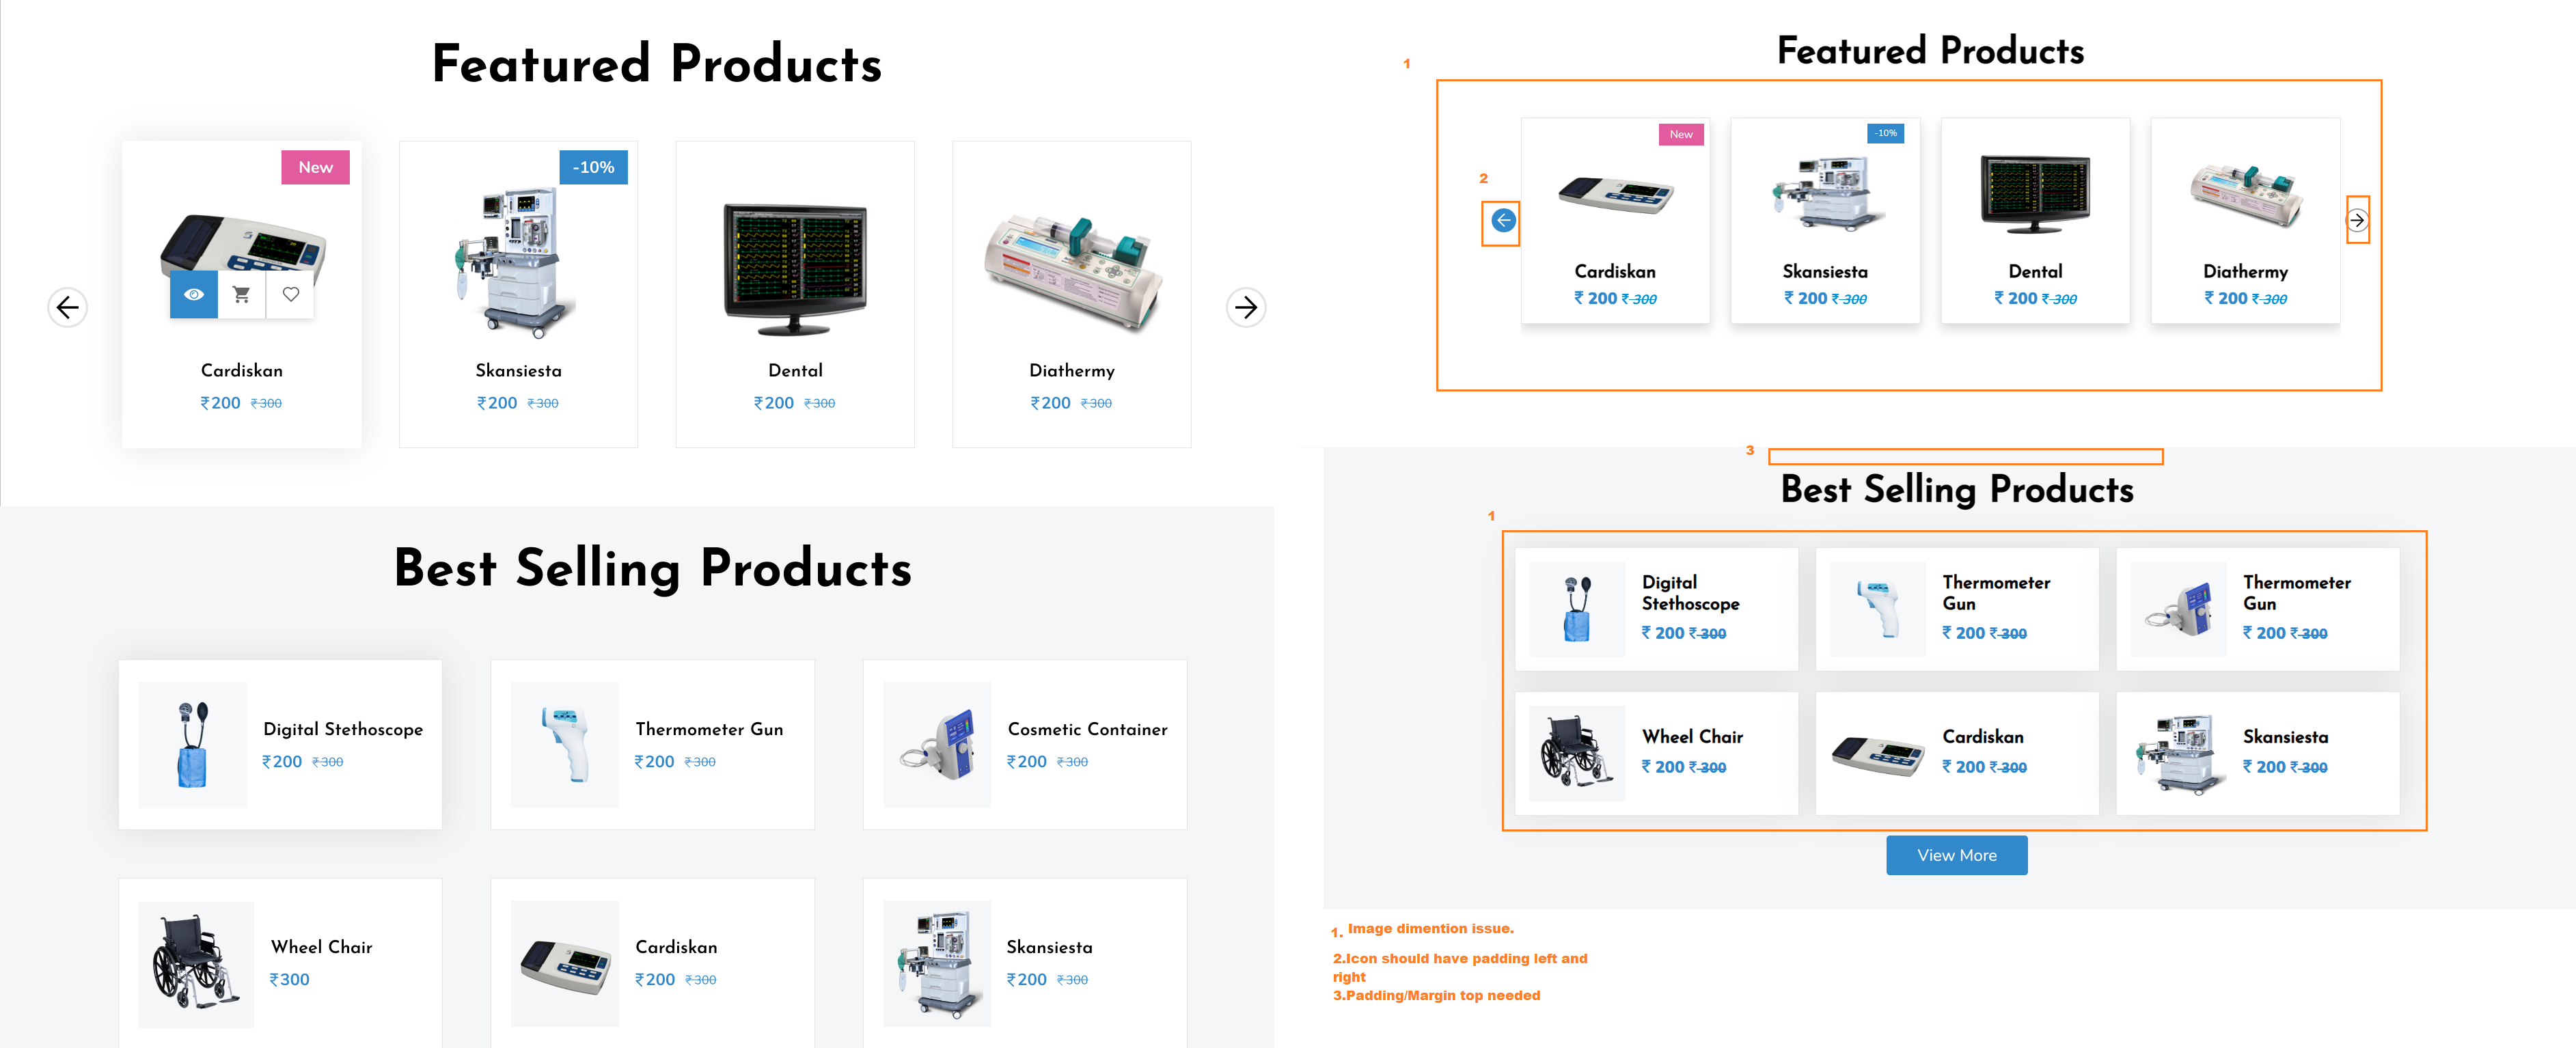 Featured Products
New
-10%
Cardiskan
₹200 ₹300
Skansiesta
₹200 ₹300
Dental
₹200 ₹300
Diathermy
₹200 ₹300
Best Selling Products
Digital Stethoscope
₹200 ₹300
Thermometer Gun
₹200 ₹300
Cosmetic Container
₹200 ₹300
Wheel Chair
₹300
Cardiskan
₹200 ₹300
Skansiesta
₹200 ₹300
Featured Products
1
New
-10%
2
Cardiskan
₹ 200 ₹ 300
Skansiesta
₹ 200 ₹ 300
Dental
₹ 200 ₹ 300
Diathermy
₹ 200 ₹ 300
3
Best Selling Products
1
Digital
Stethoscope
₹ 200 ₹ 300
Thermometer
Gun
₹ 200 ₹ 300
Thermometer
Gun
₹ 200 ₹ 300
Wheel Chair
₹ 200 ₹ 300
Cardiskan
₹ 200 ₹ 300
Skansiesta
₹ 200 ₹ 300
View More
1. Image dimention issue.
2.Icon should have padding left and
right
3.Padding/Margin top needed